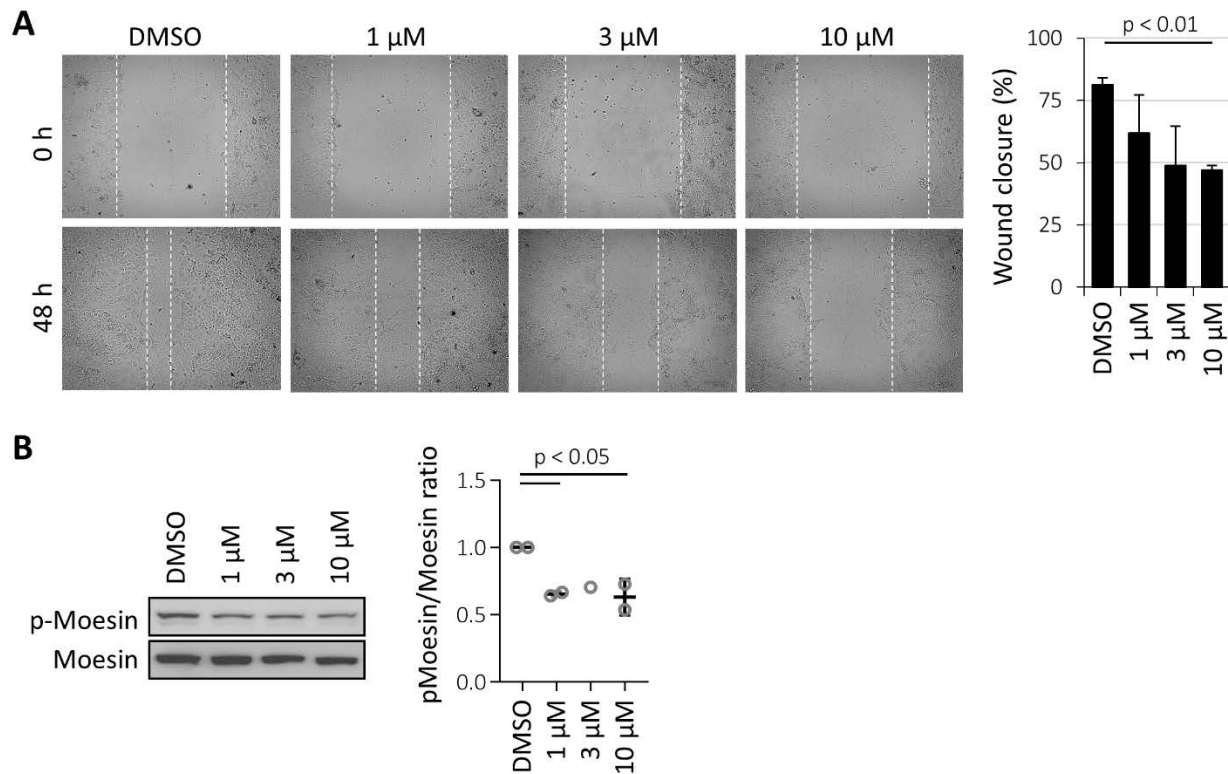 A
DMSO
1 µM
3 µM
10 µM
0 h
48 h
p < 0.01
Wound closure (%)
100
75
50
25
0
DMSO
1 µM
3 µM
10 µM
B
DMSO
1 µM
3 µM
10 µM
p-Moesin
Moesin
p < 0.05
pMoesin/Moesin ratio
1.5
1.0
0.5
0.0
DMSO
1 µM
3 µM
10 µM